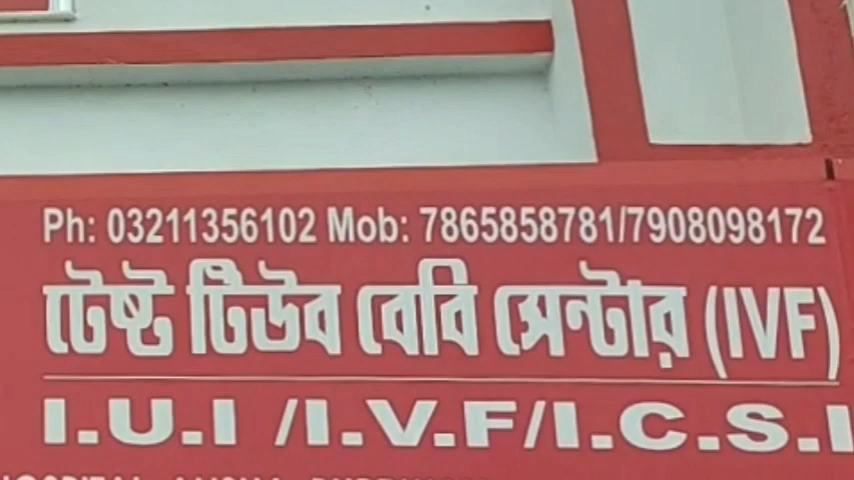 Ph: 03211356102 Mob: 7865858781/7908098172
টেষ্ট টিউব বেবি সেন্টার (IVF)
I.U.I /I.V.F/I.C.S.I